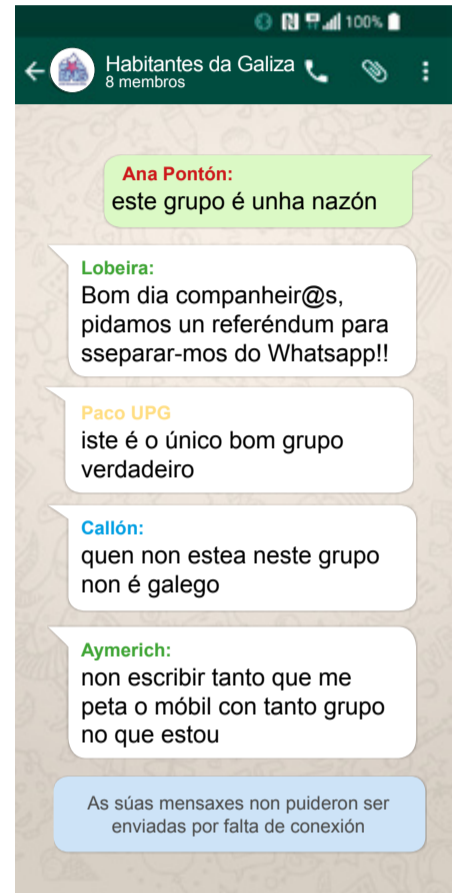 100%
Habitantes da Galiza
8 membros
Ana Pontón:
este grupo é unha nazón
Lobeira:
Bom dia companheir@s,
pidamos un referéndum para
sseparar-mos do Whatsapp!!
Paco UPG
iste é o único bom grupo
verdadeiro
Callón:
quen non estea neste grupo
non é galego
Aymerich:
non escribir tanto que me
peta o móbil con tanto grupo
no que estou
As súas mensaxes non puideron ser
enviadas por falta de conexión